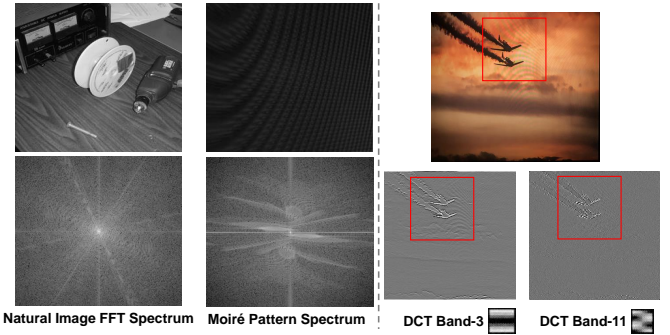 Natural Image FFT Spectrum
Moiré Pattern Spectrum
DCT Band-3
DCT Band-11